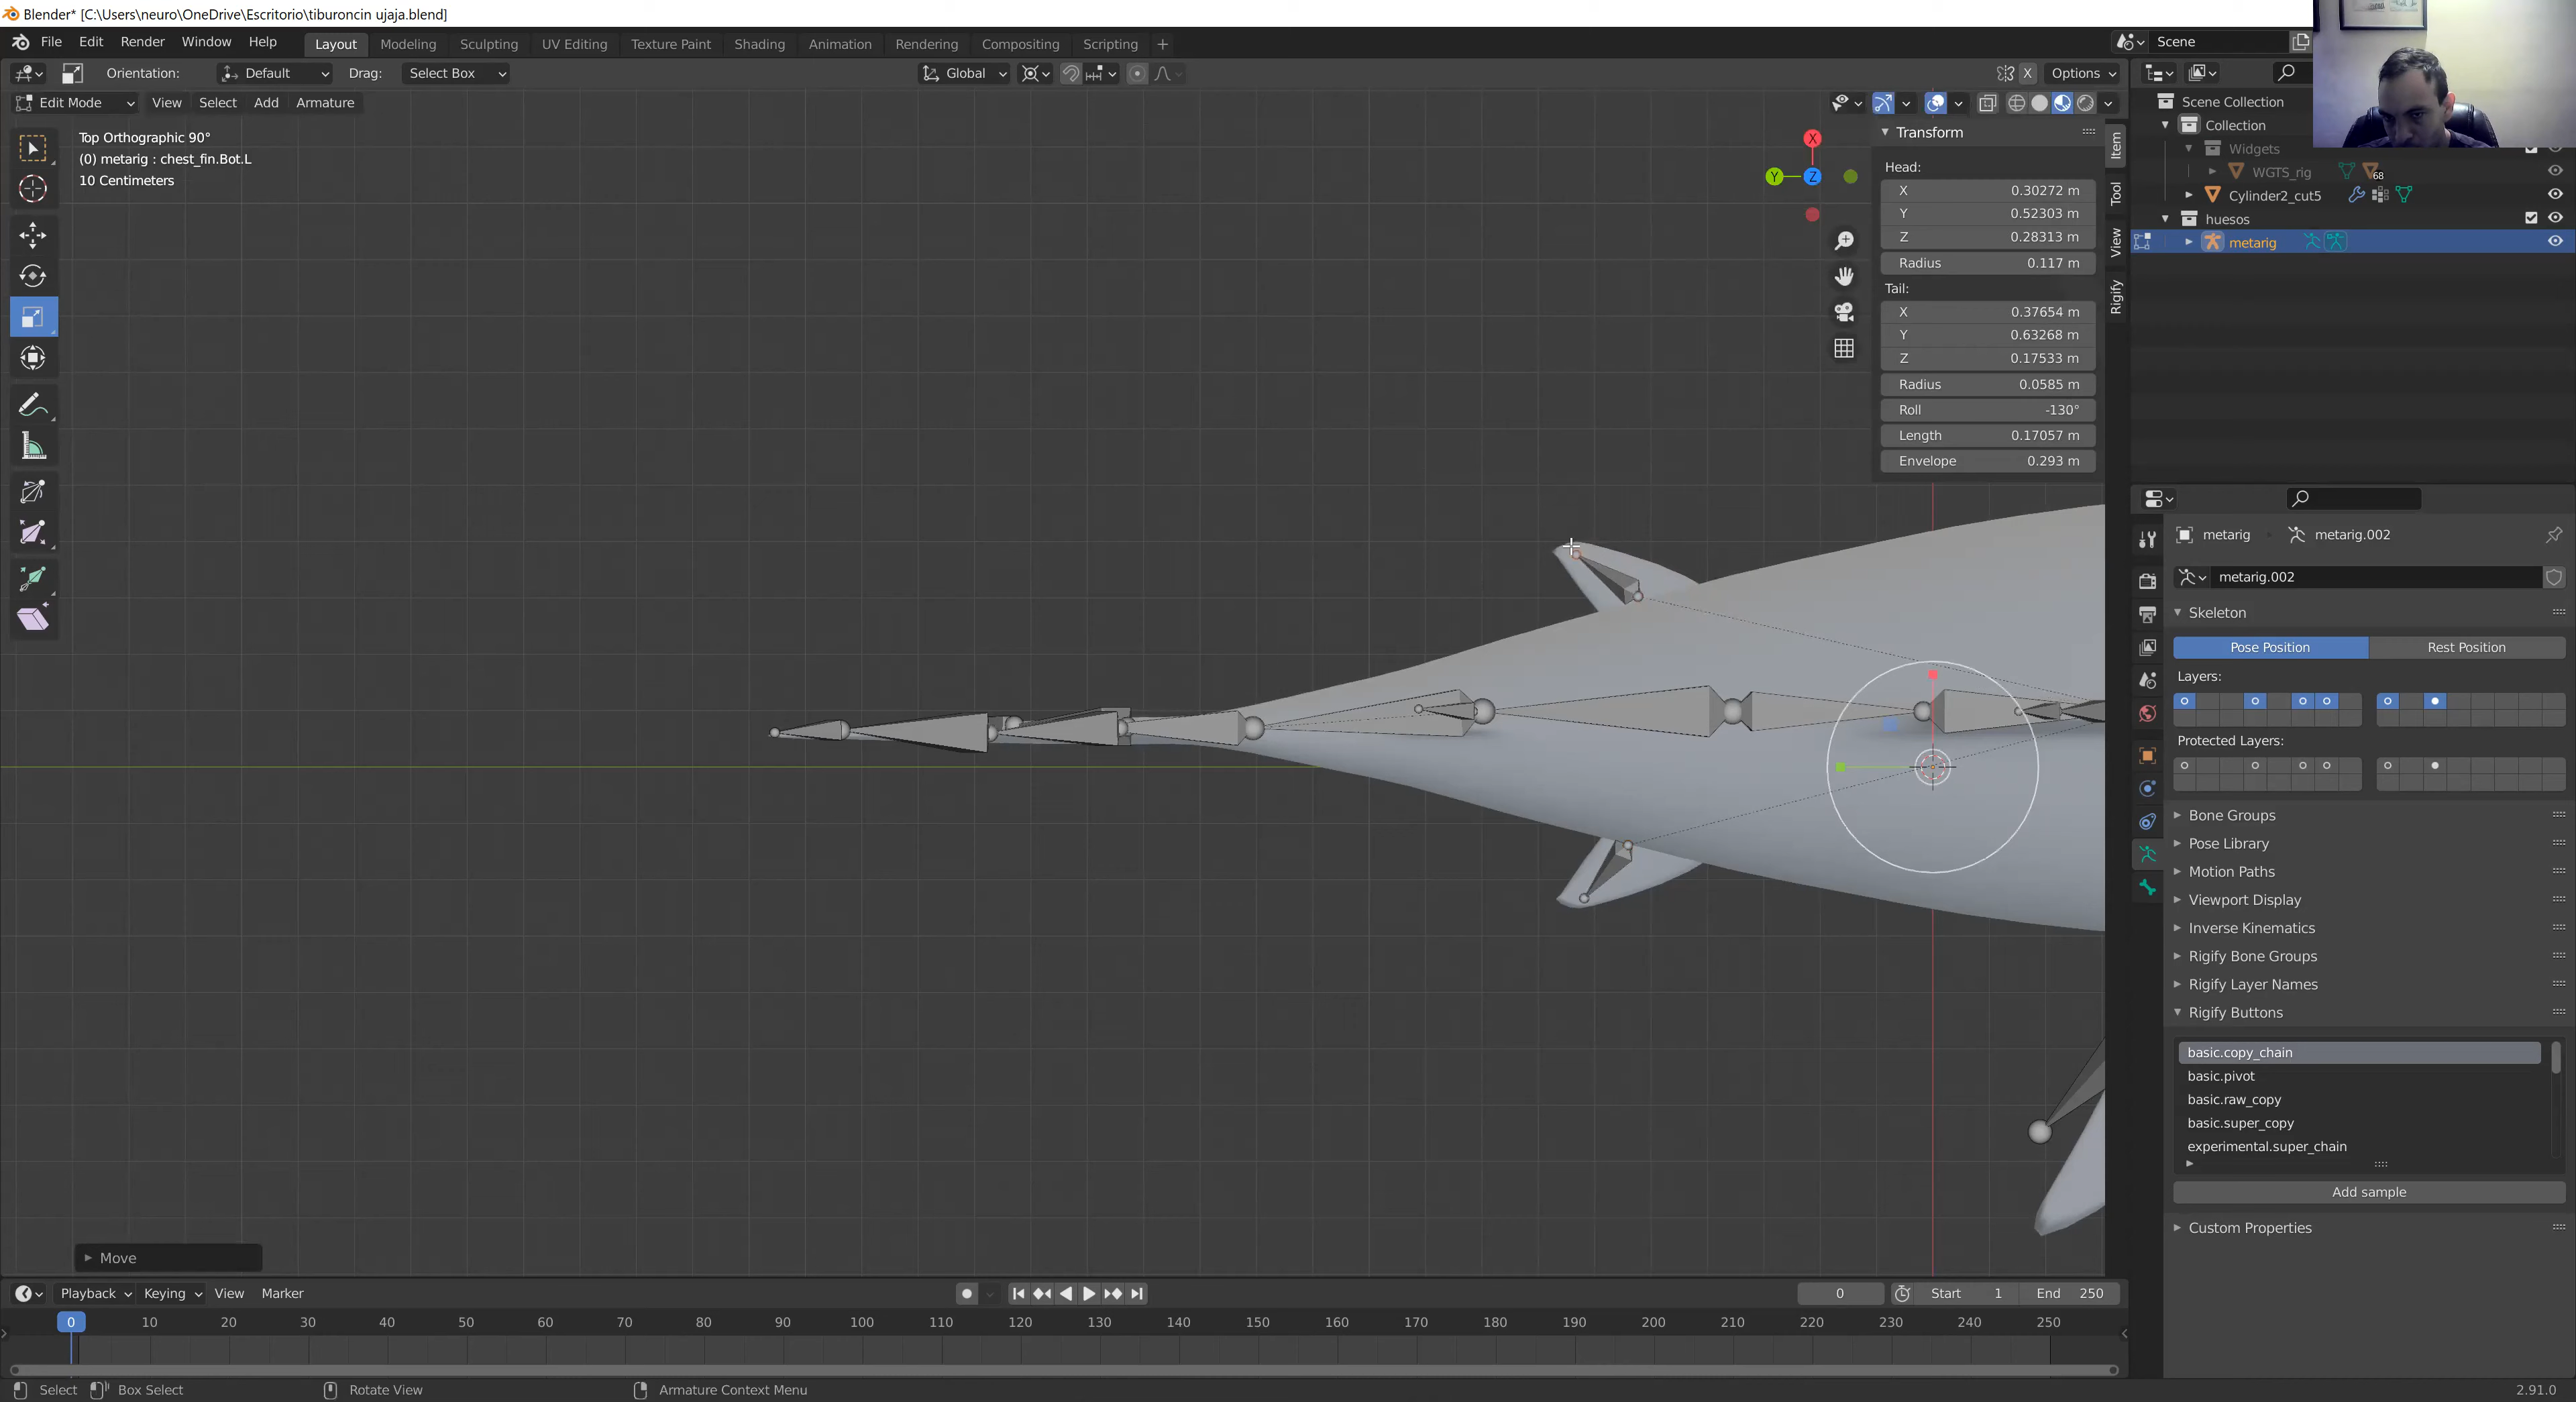 Blender* [C:\Users\neuro\OneDrive\Escritorio\tiburoncin ujaja.blend]
File Edit Render Window Help Layout Modeling Sculpting UV Editing Texture Paint Shading Animation Rendering Compositing Scripting + Scene
Orientation: Default Drag: Select Box Global X Options
Edit Mode View Select Add Armature
Top Orthographic 90°
(0) metarig : chest_fin.Bot.L
10 Centimeters
X
Y
Z
Transform
Head:
X 0.30272 m
Y 0.52303 m
Z 0.28313 m
Radius 0.117 m
Tail:
X 0.37654 m
Y 0.63268 m
Z 0.17533 m
Radius 0.0585 m
Roll -130°
Length 0.17057 m
Envelope 0.293 m
Item
Tool
View
Rigify
Scene Collection
Collection
Widgets
WGTS_rig 68
Cylinder2_cut5
huesos
metarig
metarig metarig.002
metarig.002
Skeleton
Pose Position Rest Position
Layers:
Protected Layers:
Bone Groups
Pose Library
Motion Paths
Viewport Display
Inverse Kinematics
Rigify Bone Groups
Rigify Layer Names
Rigify Buttons
basic.copy_chain
basic.pivot
basic.raw_copy
basic.super_copy
experimental.super_chain
Add sample
Custom Properties
Move
Playback Keying View Marker 0 Start 1 End 250
0 10 20 30 40 50 60 70 80 90 100 110 120 130 140 150 160 170 180 190 200 210 220 230 240 250
Select Box Select Rotate View Armature Context Menu 2.91.0